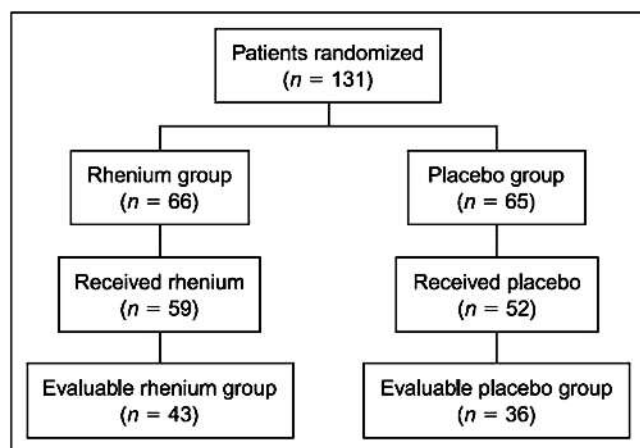 Patients randomized
(n = 131)
Rhenium group
(n = 66)
Placebo group
(n = 65)
Received rhenium
(n = 59)
Received placebo
(n = 52)
Evaluable rhenium group
(n = 43)
Evaluable placebo group
(n = 36)